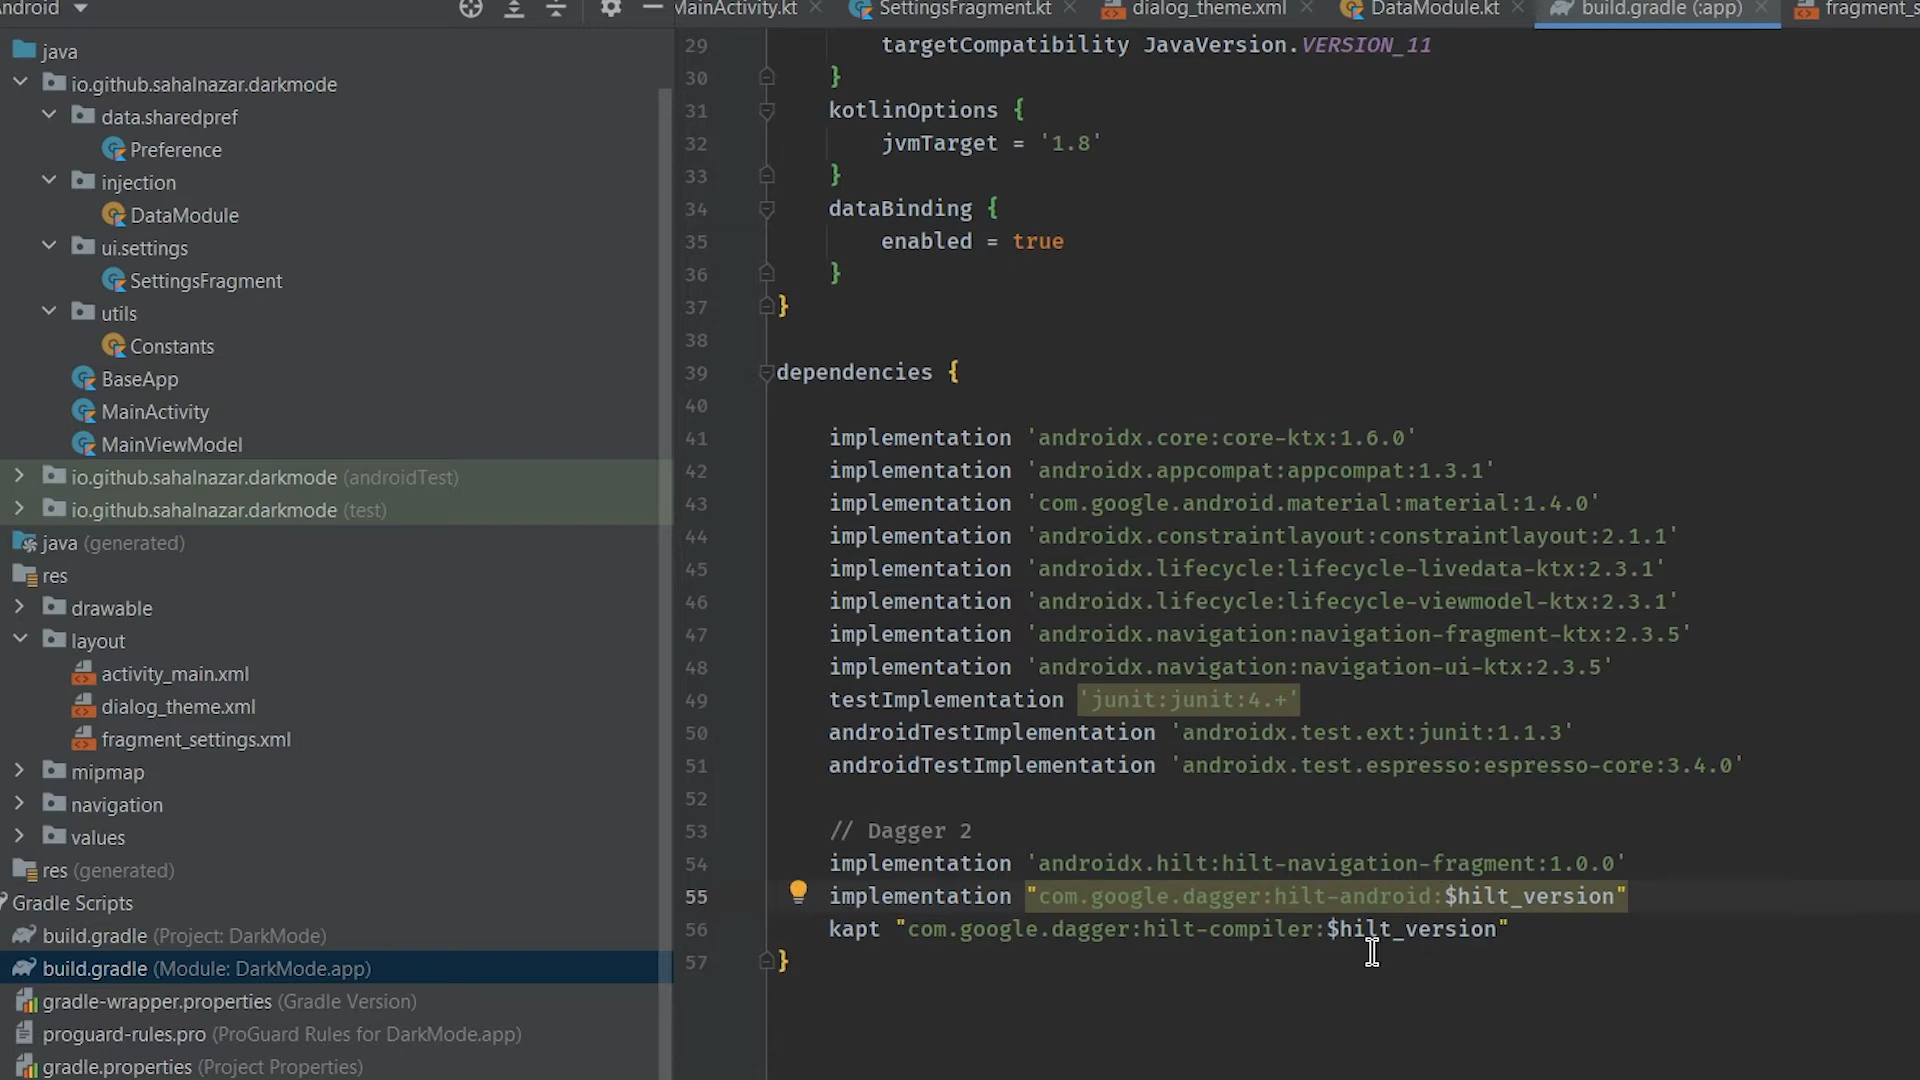 ndroid
java
io.github.sahalnazar.darkmode
data.sharedpref
Preference
injection
DataModule
ui.settings
SettingsFragment
utils
Constants
BaseApp
MainActivity
MainViewModel
io.github.sahalnazar.darkmode (androidTest)
io.github.sahalnazar.darkmode (test)
java (generated)
res
drawable
layout
activity_main.xml
dialog_theme.xml
fragment_settings.xml
mipmap
navigation
values
res (generated)
Gradle Scripts
build.gradle (Project: DarkMode)
build.gradle (Module: DarkMode.app)
gradle-wrapper.properties (Gradle Version)
proguard-rules.pro (ProGuard Rules for DarkMode.app)
gradle.properties (Project Properties)
MainActivity.kt SettingsFragment.kt dialog_theme.xml DataModule.kt build.gradle (:app) fragment_s
29 targetCompatibility JavaVersion.VERSION_11
30 }
31 kotlinOptions {
32 jvmTarget = '1.8'
33 }
34 dataBinding {
35 enabled = true
36 }
37 }
38
39 dependencies {
40
41 implementation 'androidx.core:core-ktx:1.6.0'
42 implementation 'androidx.appcompat:appcompat:1.3.1'
43 implementation 'com.google.android.material:material:1.4.0'
44 implementation 'androidx.constraintlayout:constraintlayout:2.1.1'
45 implementation 'androidx.lifecycle:lifecycle-livedata-ktx:2.3.1'
46 implementation 'androidx.lifecycle:lifecycle-viewmodel-ktx:2.3.1'
47 implementation 'androidx.navigation:navigation-fragment-ktx:2.3.5'
48 implementation 'androidx.navigation:navigation-ui-ktx:2.3.5'
49 testImplementation 'junit:junit:4.+'
50 androidTestImplementation 'androidx.test.ext:junit:1.1.3'
51 androidTestImplementation 'androidx.test.espresso:espresso-core:3.4.0'
52
53 // Dagger 2
54 implementation 'androidx.hilt:hilt-navigation-fragment:1.0.0'
55 implementation "com.google.dagger:hilt-android:$hilt_version"
56 kapt "com.google.dagger:hilt-compiler:$hilt_version"
57 }